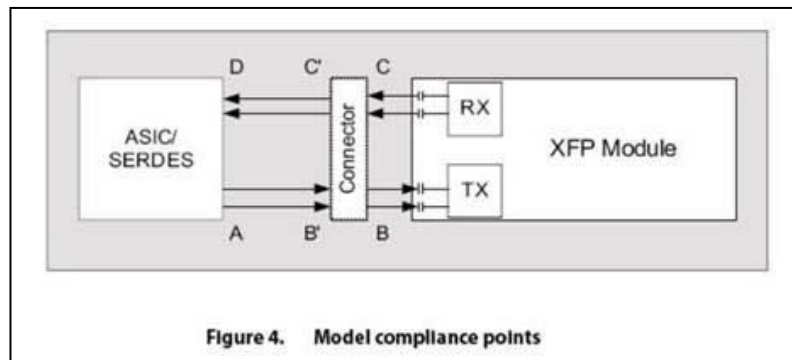 D C' C
ASIC/
SERDES
Connector
RX
TX
XFP Module
A B' B
Figure 4. Model compliance points